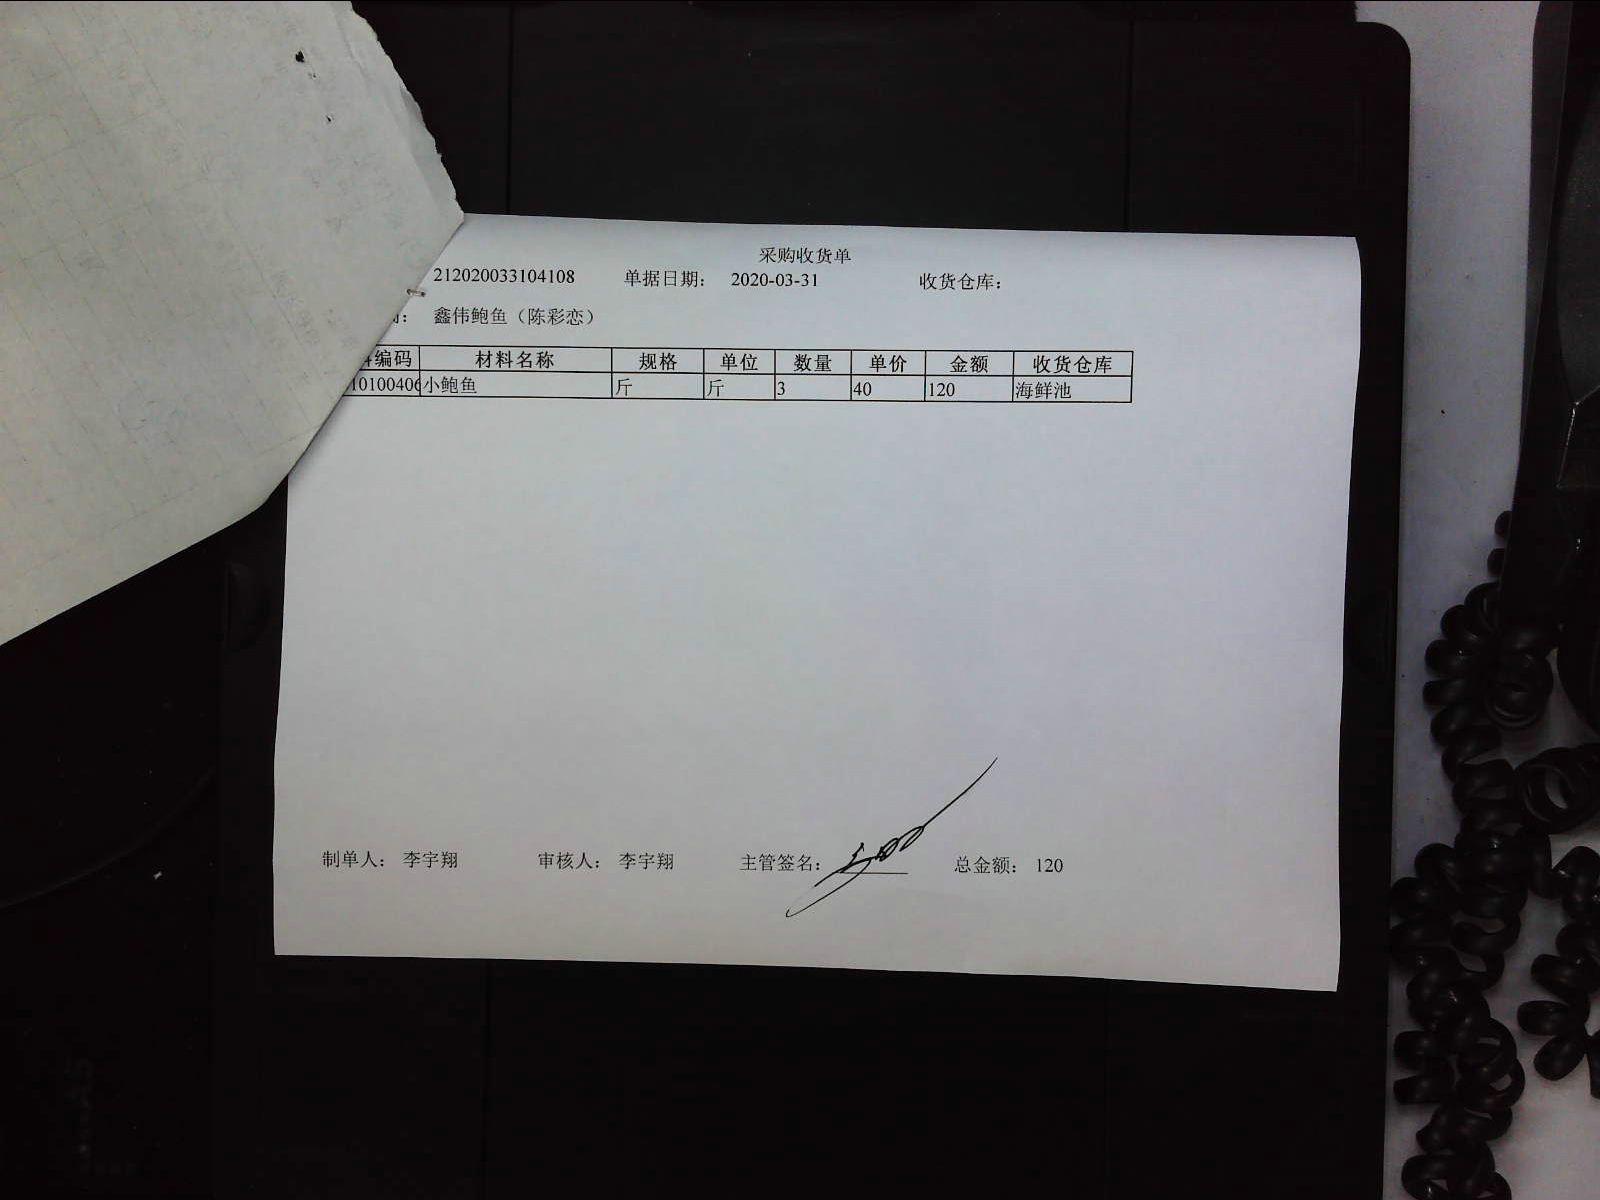 采购收货单
212020033104108 单据日期： 2020-03-31 收货仓库：
： 鑫伟鲍鱼（陈彩恋）
编码 材料名称 规格 单位 数量 单价 金额 收货仓库
10100406 小鲍鱼 斤 斤 3 40 120 海鲜池
制单人： 李宇翔 审核人： 李宇翔 主管签名： 总金额： 120